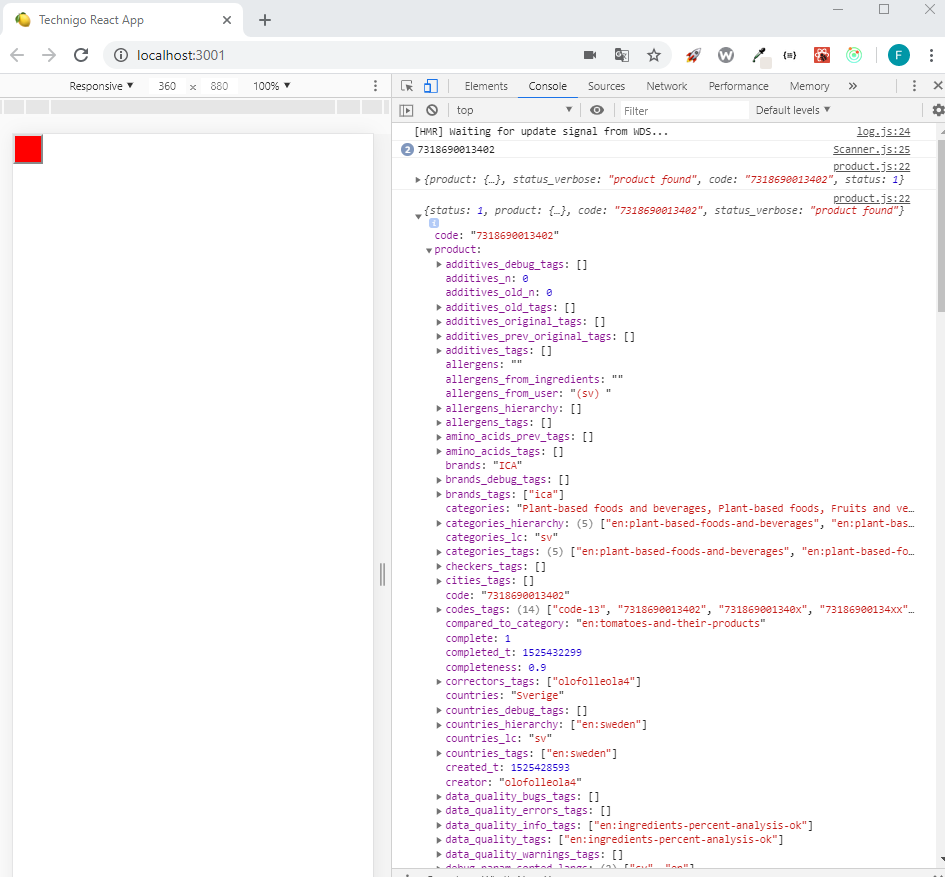 Technigo React App
localhost:3001
F
Responsive 360 × 880 100%
Elements Console Sources Network Performance Memory »
top Filter Default levels
[HMR] Waiting for update signal from WDS... log.js:24
2 7318690013402 Scanner.js:25
product.js:22
{product: {…}, status_verbose: "product found", code: "7318690013402", status: 1}
product.js:22
{status: 1, product: {…}, code: "7318690013402", status_verbose: "product found"}
i
code: "7318690013402"
product:
additives_debug_tags: []
additives_n: 0
additives_old_n: 0
additives_old_tags: []
additives_original_tags: []
additives_prev_original_tags: []
additives_tags: []
allergens: ""
allergens_from_ingredients: ""
allergens_from_user: "(sv) "
allergens_hierarchy: []
allergens_tags: []
amino_acids_prev_tags: []
amino_acids_tags: []
brands: "ICA"
brands_debug_tags: []
brands_tags: ["ica"]
categories: "Plant-based foods and beverages, Plant-based foods, Fruits and ve…
categories_hierarchy: (5) ["en:plant-based-foods-and-beverages", "en:plant-bas…
categories_lc: "sv"
categories_tags: (5) ["en:plant-based-foods-and-beverages", "en:plant-based-fo…
checkers_tags: []
cities_tags: []
code: "7318690013402"
codes_tags: (14) ["code-13", "7318690013402", "731869001340x", "73186900134xx"…
compared_to_category: "en:tomatoes-and-their-products"
complete: 1
completed_t: 1525432299
completeness: 0.9
correctors_tags: ["olofolleola4"]
countries: "Sverige"
countries_debug_tags: []
countries_hierarchy: ["en:sweden"]
countries_lc: "sv"
countries_tags: ["en:sweden"]
created_t: 1525428593
creator: "olofolleola4"
data_quality_bugs_tags: []
data_quality_errors_tags: []
data_quality_info_tags: ["en:ingredients-percent-analysis-ok"]
data_quality_tags: ["en:ingredients-percent-analysis-ok"]
data_quality_warnings_tags: []
debug_param_sorted_langs: (2) ["sv", "en"]